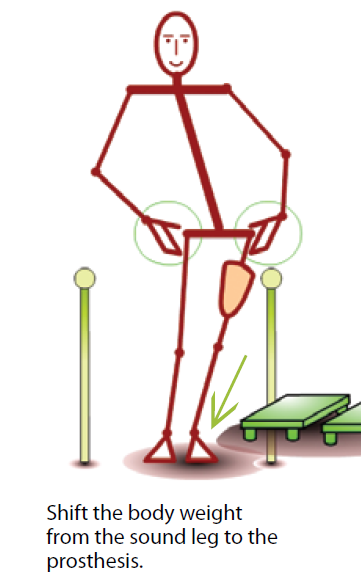 Shift the body weight
from the sound leg to the
prosthesis.